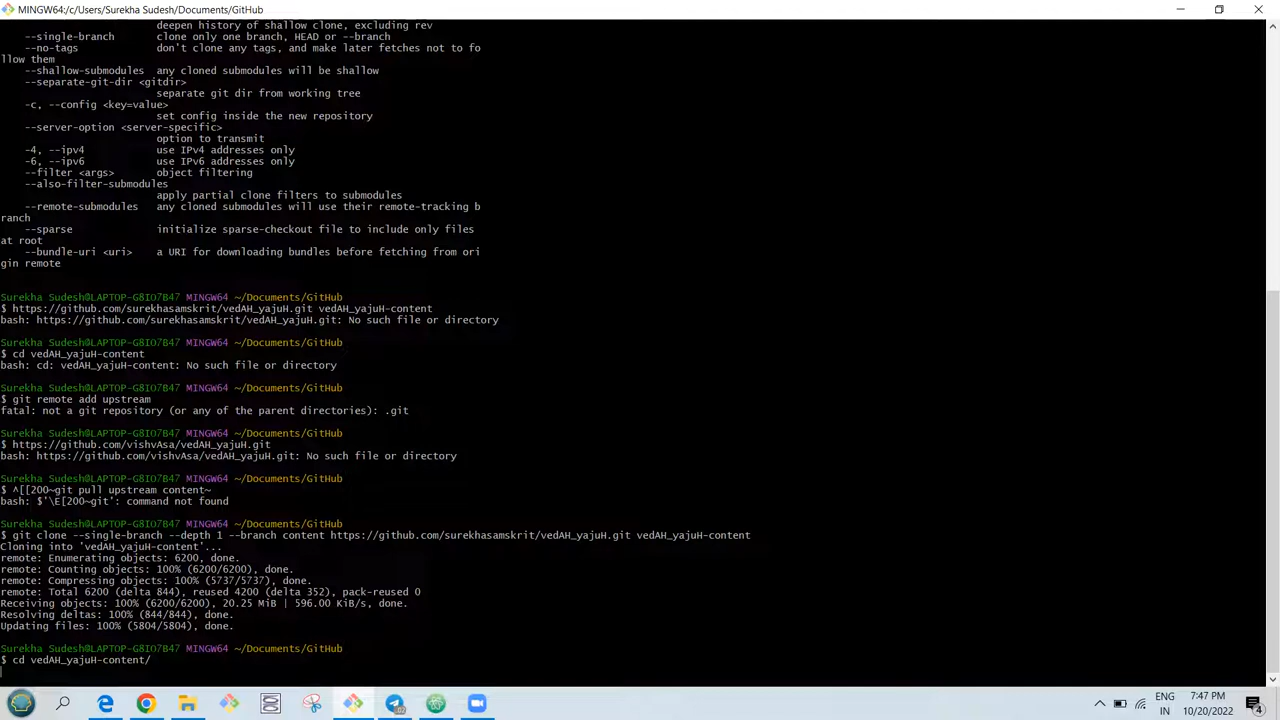 MINGW64:/c/Users/Surekha Sudesh/Documents/GitHub
deepen history of shallow clone, excluding rev
--single-branch clone only one branch, HEAD or --branch
--no-tags don't clone any tags, and make later fetches not to fo
llow them
--shallow-submodules any cloned submodules will be shallow
--separate-git-dir <gitdir>
separate git dir from working tree
-c, --config <key=value>
set config inside the new repository
--server-option <server-specific>
option to transmit
-4, --ipv4 use IPv4 addresses only
-6, --ipv6 use IPv6 addresses only
--filter <args> object filtering
--also-filter-submodules
apply partial clone filters to submodules
--remote-submodules any cloned submodules will use their remote-tracking b
ranch
--sparse initialize sparse-checkout file to include only files
at root
--bundle-uri <uri> a URI for downloading bundles before fetching from ori
gin remote
Surekha Sudesh@LAPTOP-G8IO7B47 MINGW64 ~/Documents/GitHub
$ https://github.com/surekhasamskrit/vedAH_yajuH.git vedAH_yajuH-content
bash: https://github.com/surekhasamskrit/vedAH_yajuH.git: No such file or directory
Surekha Sudesh@LAPTOP-G8IO7B47 MINGW64 ~/Documents/GitHub
$ cd vedAH_yajuH-content
bash: cd: vedAH_yajuH-content: No such file or directory
Surekha Sudesh@LAPTOP-G8IO7B47 MINGW64 ~/Documents/GitHub
$ git remote add upstream
fatal: not a git repository (or any of the parent directories): .git
Surekha Sudesh@LAPTOP-G8IO7B47 MINGW64 ~/Documents/GitHub
$ https://github.com/vishvAsa/vedAH_yajuH.git
bash: https://github.com/vishvAsa/vedAH_yajuH.git: No such file or directory
Surekha Sudesh@LAPTOP-G8IO7B47 MINGW64 ~/Documents/GitHub
$ ^[[200~git pull upstream content~
bash: $'\E[200~git': command not found
Surekha Sudesh@LAPTOP-G8IO7B47 MINGW64 ~/Documents/GitHub
$ git clone --single-branch --depth 1 --branch content https://github.com/surekhasamskrit/vedAH_yajuH.git vedAH_yajuH-content
Cloning into 'vedAH_yajuH-content'...
remote: Enumerating objects: 6200, done.
remote: Counting objects: 100% (6200/6200), done.
remote: Compressing objects: 100% (5737/5737), done.
remote: Total 6200 (delta 844), reused 4200 (delta 352), pack-reused 0
Receiving objects: 100% (6200/6200), 20.25 MiB | 596.00 KiB/s, done.
Resolving deltas: 100% (844/844), done.
Updating files: 100% (5804/5804), done.
Surekha Sudesh@LAPTOP-G8IO7B47 MINGW64 ~/Documents/GitHub
$ cd vedAH_yajuH-content/
ENG
IN
7:47 PM
10/20/2022
4